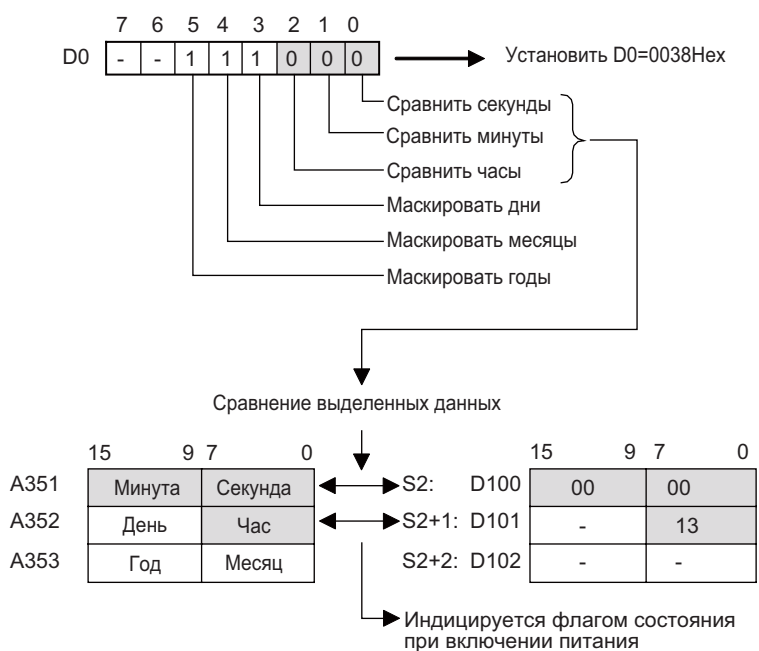 7 6 5 4 3 2 1 0
D0 - - 1 1 1 0 0 0 Установить D0=0038Hex
Сравнить секунды
Сравнить минуты
Сравнить часы
Маскировать дни
Маскировать месяцы
Маскировать годы
Сравнение выделенных данных
15 9 7 0 15 9 7 0
A351 Минута Секунда S2: D100 00 00
A352 День Час S2+1: D101 - 13
A353 Год Месяц S2+2: D102 - -
Индицируется флагом состояния
при включении питания